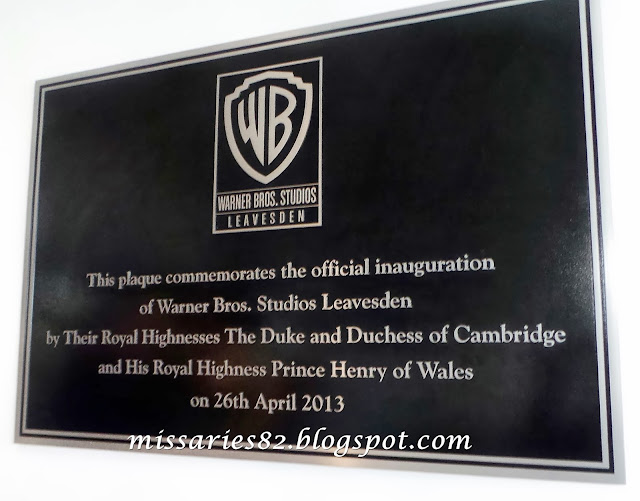 WB
WARNER BROS. STUDIOS
LEAVESDEN
This plaque commemorates the official inauguration
of Warner Bros. Studios Leavesden
by Their Royal Highnesses The Duke and Duchess of Cambridge
and His Royal Highness Prince Henry of Wales
on 26th April 2013
missaries82.blogspot.com